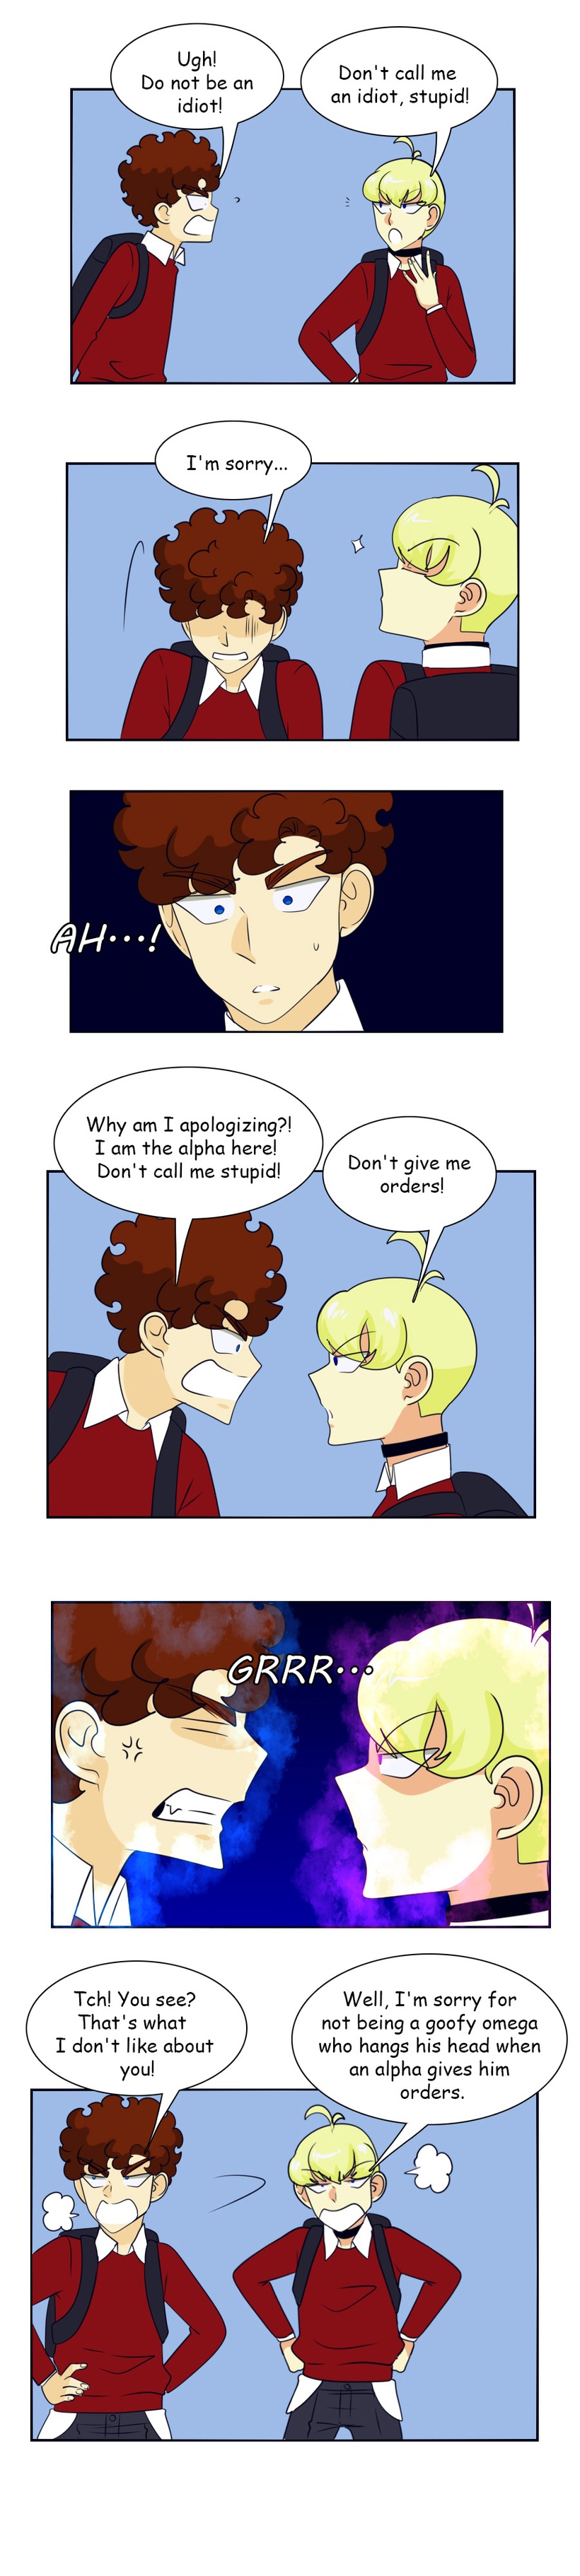 Ugh!
Do not be an
idiot!
Don't call me
an idiot, stupid!
I'm sorry...
AH...!
Why am I apologizing?!
I am the alpha here!
Don't call me stupid!
Don't give me
orders!
GRRR...
Tch! You see?
That's what
I don't like about
you!
Well, I'm sorry for
not being a goofy omega
who hangs his head when
an alpha gives him
orders.